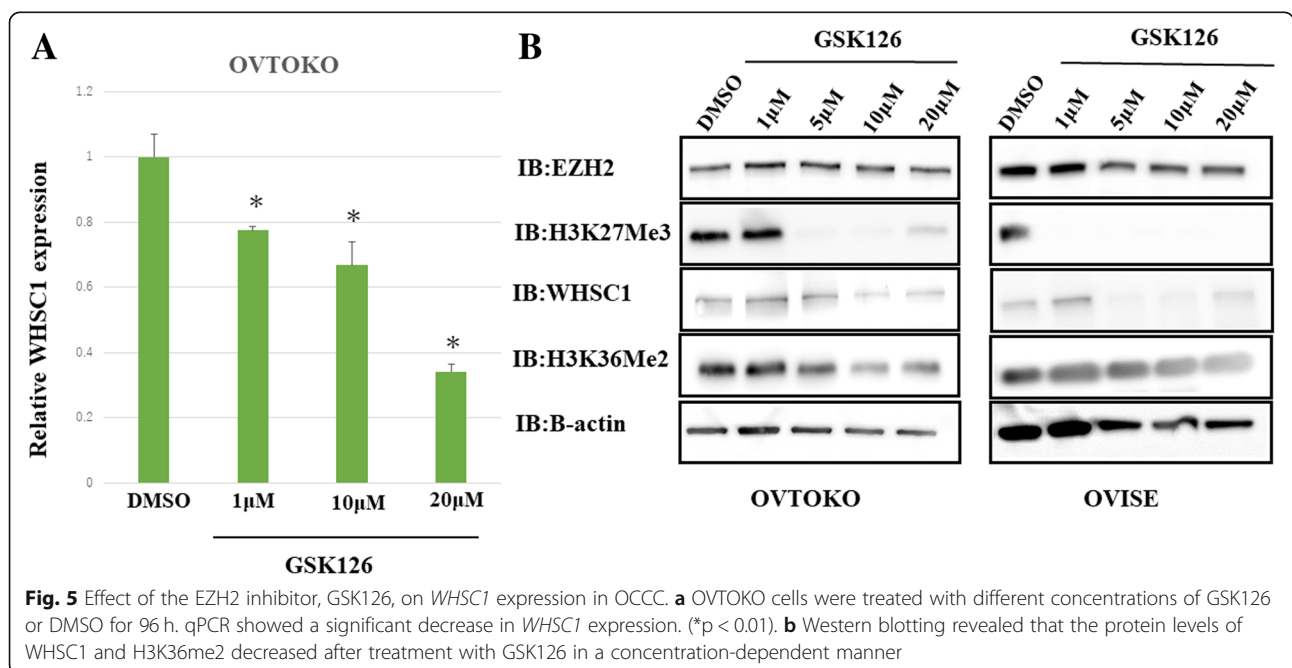 A
OVTOKO
Relative WHSC1 expression
1.2
1
0.8
0.6
0.4
0.2
0
*
*
*
DMSO 1µM 10µM 20µM
GSK126
B
GSK126 GSK126
DMSO 1µM 5µM 10µM 20µM DMSO 1µM 5µM 10µM 20µM
IB:EZH2
IB:H3K27Me3
IB:WHSC1
IB:H3K36Me2
IB:B-actin
OVTOKO OVISE
Fig. 5 Effect of the EZH2 inhibitor, GSK126, on WHSC1 expression in OCCC. a OVTOKO cells were treated with different concentrations of GSK126
or DMSO for 96 h. qPCR showed a significant decrease in WHSC1 expression. (*p < 0.01). b Western blotting revealed that the protein levels of
WHSC1 and H3K36me2 decreased after treatment with GSK126 in a concentration-dependent manner